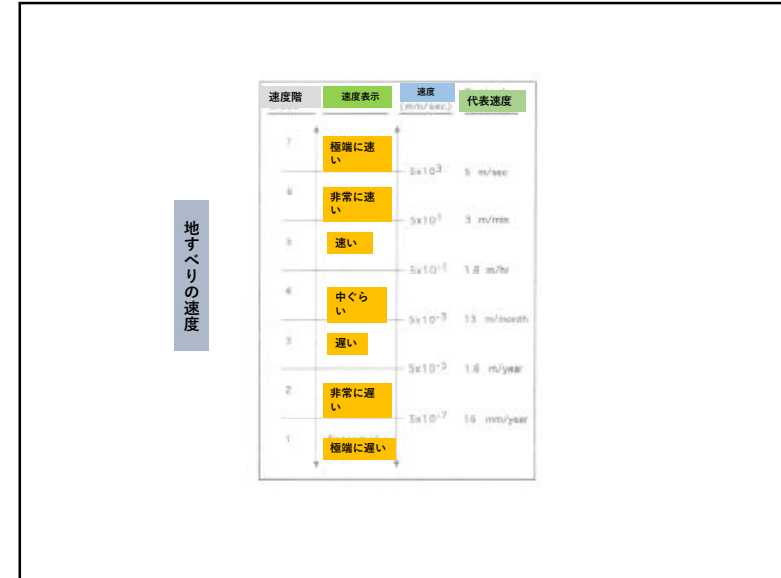 地すべりの速度
速度階 速度表示 速度 代表速度
(mm/sec)
7 極端に速
い
5x10³ 5 m/sec
6 非常に速
い
5x10¹ 3 m/min
5 速い
5x10⁻¹ 1.8 m/hr
4 中ぐら
い
5x10⁻³ 13 m/month
3 遅い
5x10⁻⁵ 1.6 m/year
2 非常に遅
い
5x10⁻⁷ 16 mm/year
1 極端に遅い